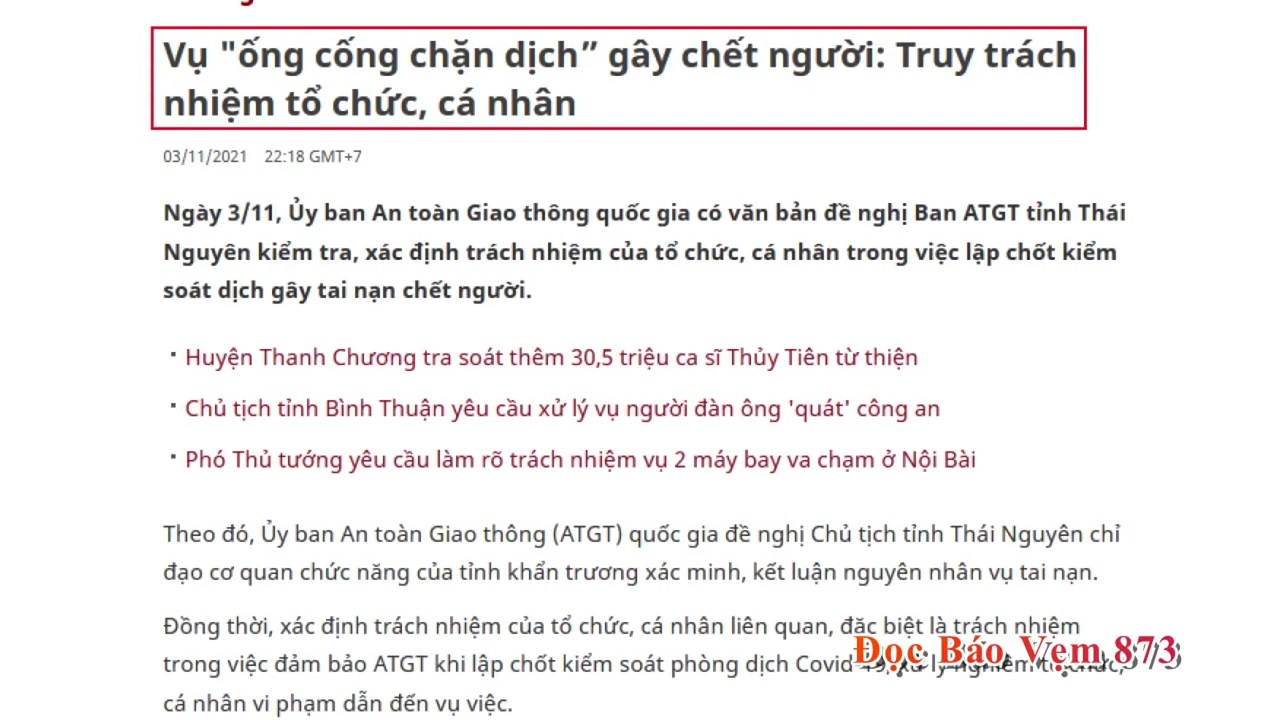 Vụ "ống cống chặn dịch” gây chết người: Truy trách
nhiệm tổ chức, cá nhân
03/11/2021 22:18 GMT+7
Ngày 3/11, Ủy ban An toàn Giao thông quốc gia có văn bản đề nghị Ban ATGT tỉnh Thái
Nguyên kiểm tra, xác định trách nhiệm của tổ chức, cá nhân trong việc lập chốt kiểm
soát dịch gây tai nạn chết người.
Huyện Thanh Chương tra soát thêm 30,5 triệu ca sĩ Thủy Tiên từ thiện
Chủ tịch tỉnh Bình Thuận yêu cầu xử lý vụ người đàn ông 'quát' công an
Phó Thủ tướng yêu cầu làm rõ trách nhiệm vụ 2 máy bay va chạm ở Nội Bài
Theo đó, Ủy ban An toàn Giao thông (ATGT) quốc gia đề nghị Chủ tịch tỉnh Thái Nguyên chỉ
đạo cơ quan chức năng của tỉnh khẩn trương xác minh, kết luận nguyên nhân vụ tai nạn.
Đồng thời, xác định trách nhiệm của tổ chức, cá nhân liên quan, đặc biệt là trách nhiệm
trong việc đảm bảo ATGT khi lập chốt kiểm soát phòng dịch Covid-19, xử lý nghiêm tổ chức,
Đọc Báo Vẹm 873
cá nhân vi phạm dẫn đến vụ việc.